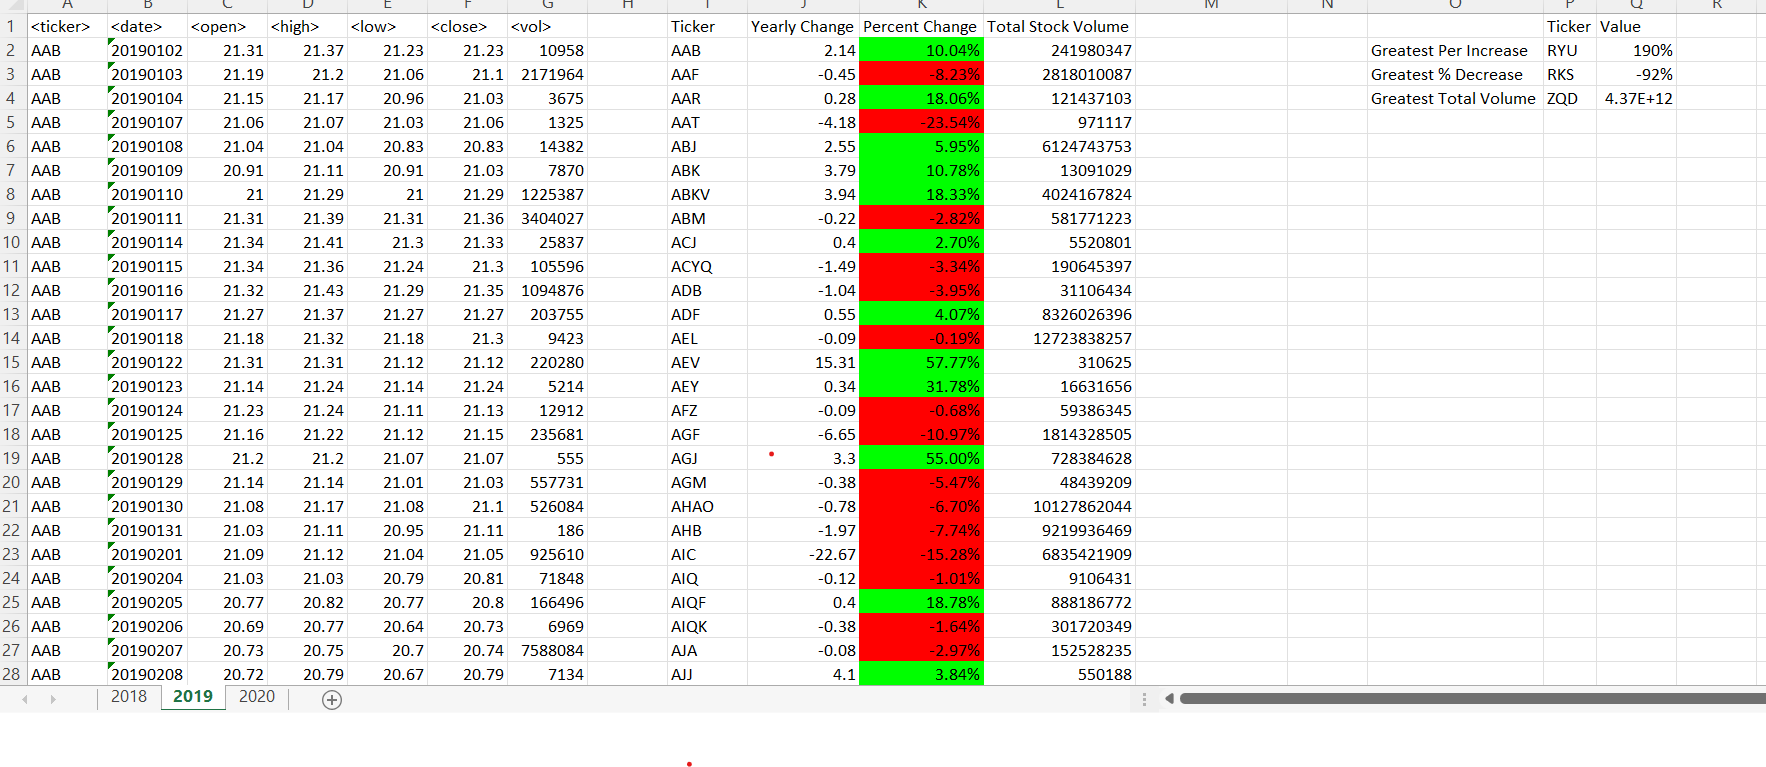 A B C D E F G H I J K L M N O P Q R
1 <ticker> <date> <open> <high> <low> <close> <vol> Ticker Yearly Change Percent Change Total Stock Volume Ticker Value
2 AAB 20190102 21.31 21.37 21.23 21.23 10958 AAB 2.14 10.04% 241980347 Greatest Per Increase RYU 190%
3 AAB 20190103 21.19 21.2 21.06 21.1 2171964 AAF -0.45 -8.23% 2818010087 Greatest % Decrease RKS -92%
4 AAB 20190104 21.15 21.17 20.96 21.03 3675 AAR 0.28 18.06% 121437103 Greatest Total Volume ZQD 4.37E+12
5 AAB 20190107 21.06 21.07 21.03 21.06 1325 AAT -4.18 -23.54% 971117
6 AAB 20190108 21.04 21.04 20.83 20.83 14382 ABJ 2.55 5.95% 6124743753
7 AAB 20190109 20.91 21.11 20.91 21.03 7870 ABK 3.79 10.78% 13091029
8 AAB 20190110 21 21.29 21 21.29 1225387 ABKV 3.94 18.33% 4024167824
9 AAB 20190111 21.31 21.39 21.31 21.36 3404027 ABM -0.22 -2.82% 581771223
10 AAB 20190114 21.34 21.41 21.3 21.33 25837 ACJ 0.4 2.70% 5520801
11 AAB 20190115 21.34 21.36 21.24 21.3 105596 ACYQ -1.49 -3.34% 190645397
12 AAB 20190116 21.32 21.43 21.29 21.35 1094876 ADB -1.04 -3.95% 31106434
13 AAB 20190117 21.27 21.37 21.27 21.27 203755 ADF 0.55 4.07% 8326026396
14 AAB 20190118 21.18 21.32 21.18 21.3 9423 AEL -0.09 -0.19% 12723838257
15 AAB 20190122 21.31 21.31 21.12 21.12 220280 AEV 15.31 57.77% 310625
16 AAB 20190123 21.14 21.24 21.14 21.24 5214 AEY 0.34 31.78% 16631656
17 AAB 20190124 21.23 21.24 21.11 21.13 12912 AFZ -0.09 -0.68% 59386345
18 AAB 20190125 21.16 21.22 21.12 21.15 235681 AGF -6.65 -10.97% 1814328505
19 AAB 20190128 21.2 21.2 21.07 21.07 555 AGJ 3.3 55.00% 728384628
20 AAB 20190129 21.14 21.14 21.01 21.03 557731 AGM -0.38 -5.47% 48439209
21 AAB 20190130 21.08 21.17 21.08 21.1 526084 AHAO -0.78 -6.70% 10127862044
22 AAB 20190131 21.03 21.11 20.95 21.11 186 AHB -1.97 -7.74% 9219936469
23 AAB 20190201 21.09 21.12 21.04 21.05 925610 AIC -22.67 -15.28% 6835421909
24 AAB 20190204 21.03 21.03 20.79 20.81 71848 AIQ -0.12 -1.01% 9106431
25 AAB 20190205 20.77 20.82 20.77 20.8 166496 AIQF 0.4 18.78% 888186772
26 AAB 20190206 20.69 20.77 20.64 20.73 6969 AIQK -0.38 -1.64% 301720349
27 AAB 20190207 20.73 20.75 20.7 20.74 7588084 AJA -0.08 -2.97% 152528235
28 AAB 20190208 20.72 20.79 20.67 20.79 7134 AJJ 4.1 3.84% 550188
2018 2019 2020